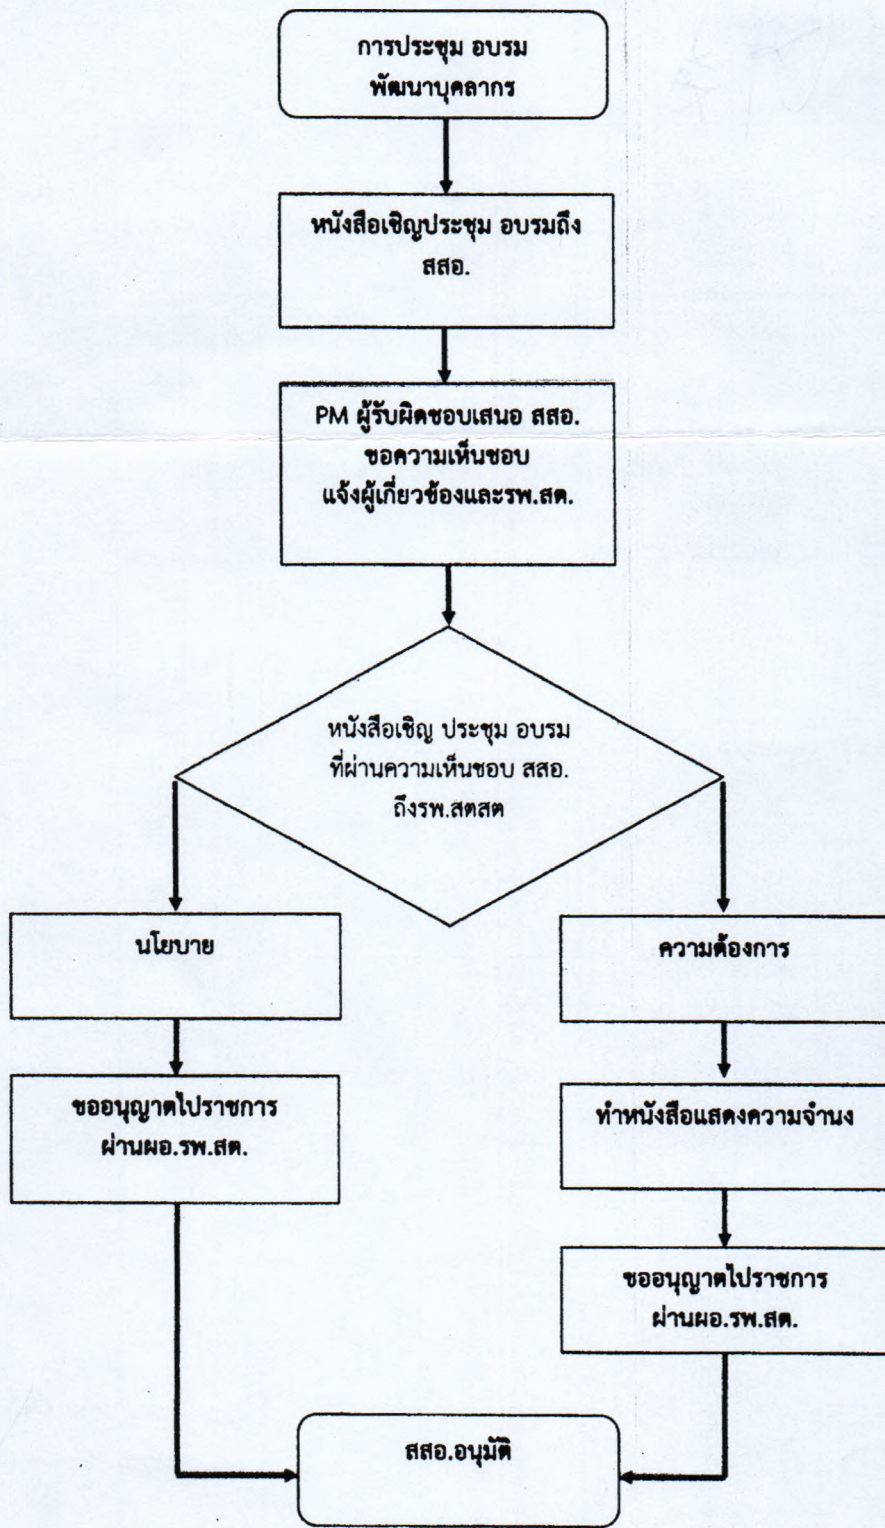 การประชุม อบรม
พัฒนาบุคลากร
หนังสือเชิญประชุม อบรมถึง
สสอ.
PM ผู้รับผิดชอบเสนอ สสอ.
ขอความเห็นชอบ
แจ้งผู้เกี่ยวข้องและรพ.สต.
หนังสือเชิญ ประชุม อบรม
ที่ผ่านความเห็นชอบ สสอ.
ถึงรพ.สตสต
นโยบาย
ความต้องการ
ขออนุญาตไปราชการ
ผ่านผอ.รพ.สต.
ทำหนังสือแสดงความจำนง
ขออนุญาตไปราชการ
ผ่านผอ.รพ.สต.
สสอ.อนุมัติ